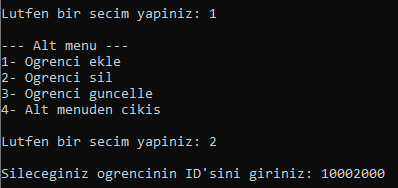 Lutfen bir secim yapiniz: 1
--- Alt menu ---
1- Ogrenci ekle
2- Ogrenci sil
3- Ogrenci guncelle
4- Alt menuden cikis
Lutfen bir secim yapiniz: 2
Sileceginiz ogrencinin ID'sini giriniz: 10002000